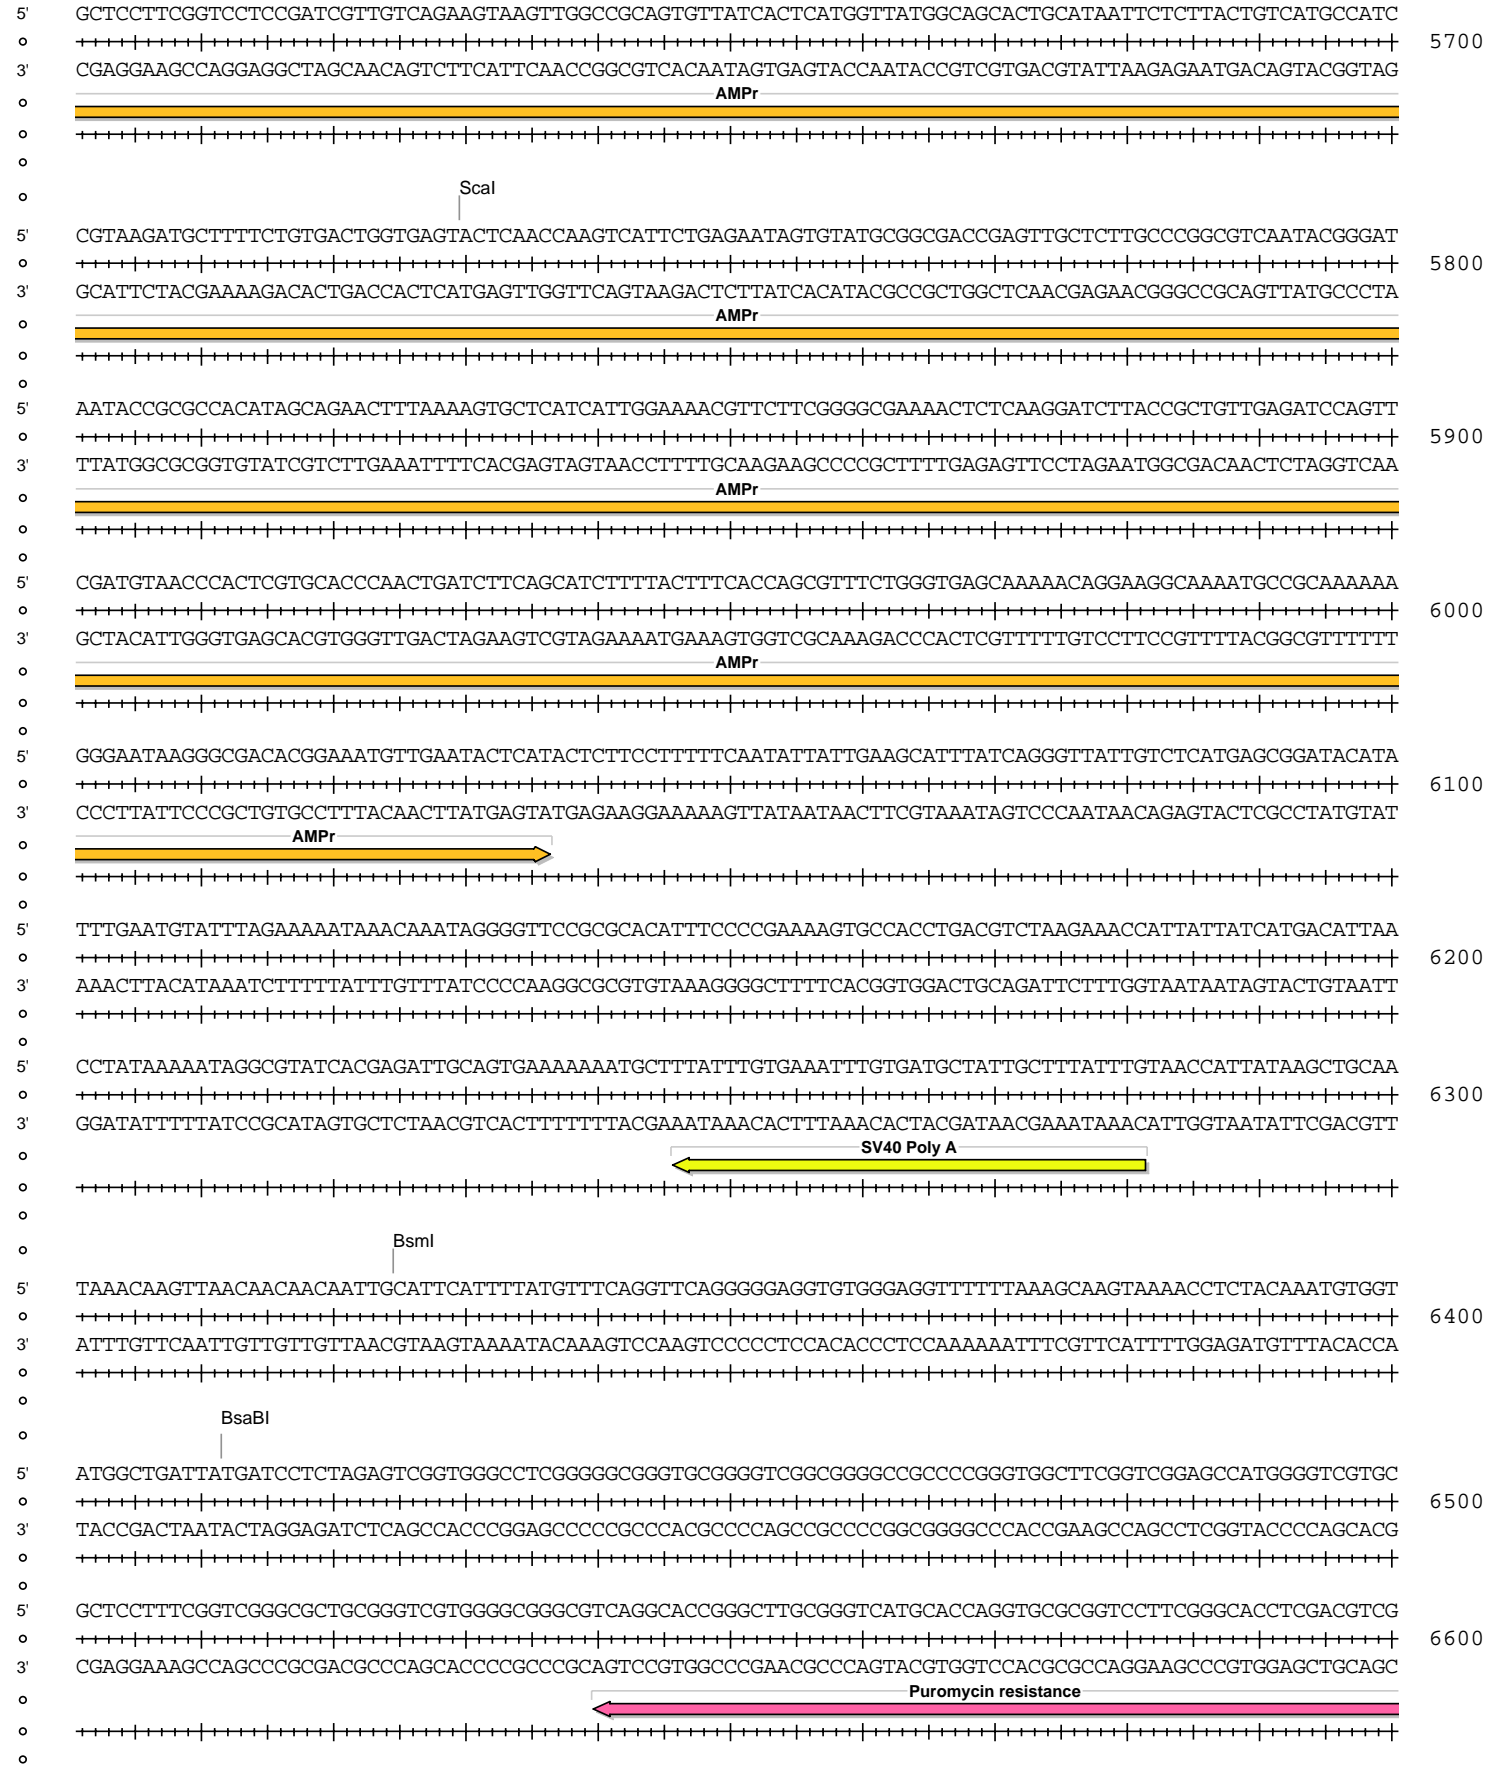 5' GCTCCTTCGGTCCTCCGATCGTTGTCAGAAGTAAGTTGGCCGCAGTGTTATCACTCATGGTTATGGCAGCACTGCATAATTCTCTTACTGTCATGCCATC
5700
3' CGAGGAAGCCAGGAGGCTAGCAACAGTCTTCATTCAACCGGCGTCACAATAGTGAGTACCAATACCGTCGTGACGTATTAAGAGAATGACAGTACGGTAG
AMPr
ScaI
5' CGTAAGATGCTTTTCTGTGACTGGTGAGTACTCAACCAAGTCATTCTGAGAATAGTGTATGCGGCGACCGAGTTGCTCTTGCCCGGCGTCAATACGGGAT
5800
3' GCATTCTACGAAAAGACACTGACCACTCATGAGTTGGTTCAGTAAGACTCTTATCACATACGCCGCTGGCTCAACGAGAACGGGCCGCAGTTATGCCCTA
AMPr
5' AATACCGCGCCACATAGCAGAACTTTAAAAGTGCTCATCATTGGAAAACGTTCTTCGGGGCGAAAACTCTCAAGGATCTTACCGCTGTTGAGATCCAGTT
5900
3' TTATGGCGCGGTGTATCGTCTTGAAATTTTCACGAGTAGTAACCTTTTGCAAGAAGCCCCGCTTTTGAGAGTTCCTAGAATGGCGACAACTCTAGGTCAA
AMPr
5' CGATGTAACCCACTCGTGCACCCAACTGATCTTCAGCATCTTTTACTTTCACCAGCGTTTCTGGGTGAGCAAAAACAGGAAGGCAAAATGCCGCAAAAAA
6000
3' GCTACATTGGGTGAGCACGTGGGTTGACTAGAAGTCGTAGAAAATGAAAGTGGTCGCAAAGACCCACTCGTTTTTGTCCTTCCGTTTTACGGCGTTTTTT
AMPr
5' GGGAATAAGGGCGACACGGAAATGTTGAATACTCATACTCTTCCTTTTTCAATATTATTGAAGCATTTATCAGGGTTATTGTCTCATGAGCGGATACATA
6100
3' CCCTTATTCCCGCTGTGCCTTTACAACTTATGAGTATGAGAAGGAAAAAGTTATAATAACTTCGTAAATAGTCCCAATAACAGAGTACTCGCCTATGTAT
AMPr
5' TTTGAATGTATTTAGAAAAATAAACAAATAGGGGTTCCGCGCACATTTCCCCGAAAAGTGCCACCTGACGTCTAAGAAACCATTATTATCATGACATTAA
6200
3' AAACTTACATAAATCTTTTTATTTGTTTATCCCCAAGGCGCGTGTAAAGGGGCTTTTCACGGTGGACTGCAGATTCTTTGGTAATAATAGTACTGTAATT
5' CCTATAAAAATAGGCGTATCACGAGATTGCAGTGAAAAAAATGCTTTATTTGTGAAATTTGTGATGCTATTGCTTTATTTGTAACCATTATAAGCTGCAA
6300
3' GGATATTTTTATCCGCATAGTGCTCTAACGTCACTTTTTTTACGAAATAAACACTTTAAACACTACGATAACGAAATAAACATTGGTAATATTCGACGTT
SV40 Poly A
BsmI
5' TAAACAAGTTAACAACAACAATTGCATTCATTTTATGTTTCAGGTTCAGGGGGAGGTGTGGGAGGTTTTTTAAAGCAAGTAAAACCTCTACAAATGTGGT
6400
3' ATTTGTTCAATTGTTGTTGTTAACGTAAGTAAAATACAAAGTCCAAGTCCCCCTCCACACCCTCCAAAAAATTTCGTTCATTTTGGAGATGTTTACACCA
BsaBI
5' ATGGCTGATTATGATCCTCTAGAGTCGGTGGGCCTCGGGGGCGGGTGCGGGGTCGGCGGGGCCGCCCCGGGTGGCTTCGGTCGGAGCCATGGGGTCGTGC
6500
3' TACCGACTAATACTAGGAGATCTCAGCCACCCGGAGCCCCCGCCCACGCCCCAGCCGCCCCGGCGGGGCCCACCGAAGCCAGCCTCGGTACCCCAGCACG
5' GCTCCTTTCGGTCGGGCGCTGCGGGTCGTGGGGCGGGCGTCAGGCACCGGGCTTGCGGGTCATGCACCAGGTGCGCGGTCCTTCGGGCACCTCGACGTCG
6600
3' CGAGGAAAGCCAGCCCGCGACGCCCAGCACCCCGCCCGCAGTCCGTGGCCCGAACGCCCAGTACGTGGTCCACGCGCCAGGAAGCCCGTGGAGCTGCAGC
Puromycin resistance